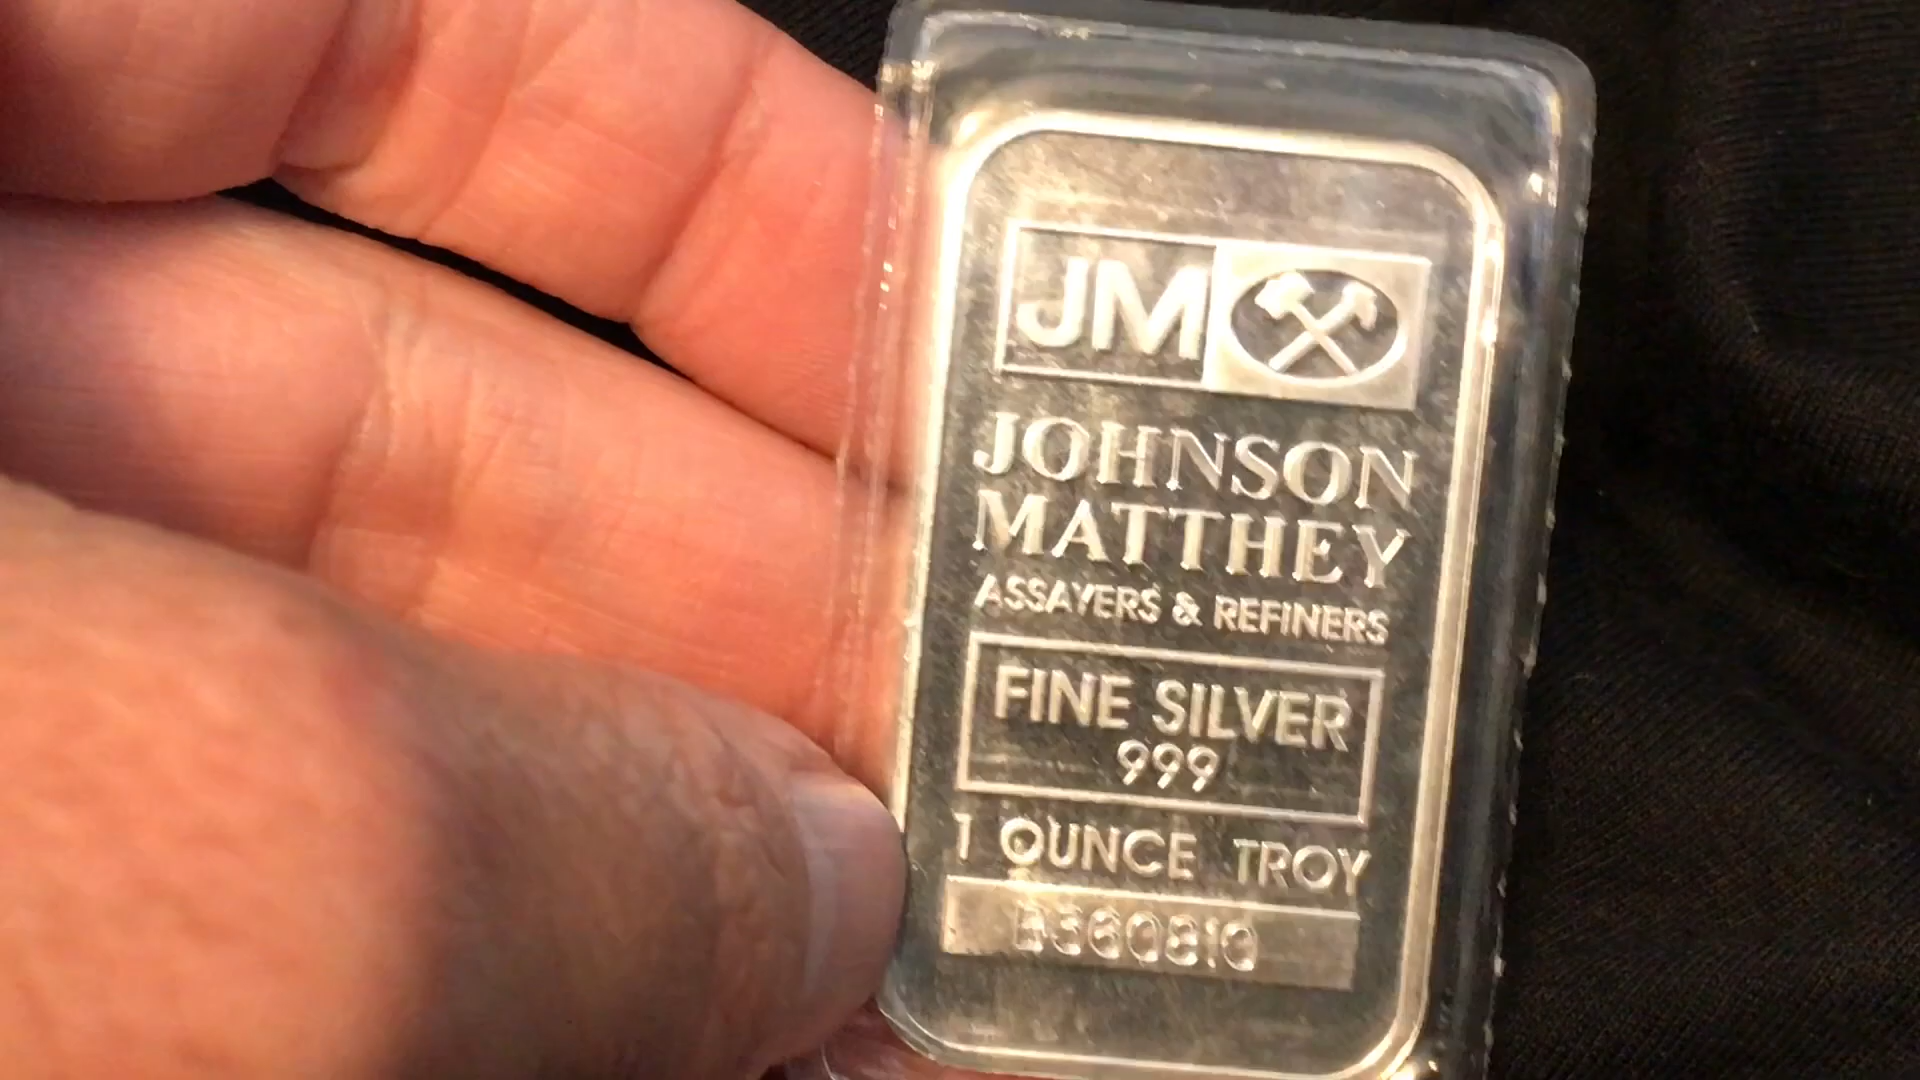 JM
JOHNSON
MATTHEY
ASSAYERS & REFINERS
FINE SILVER
999
1 OUNCE TROY